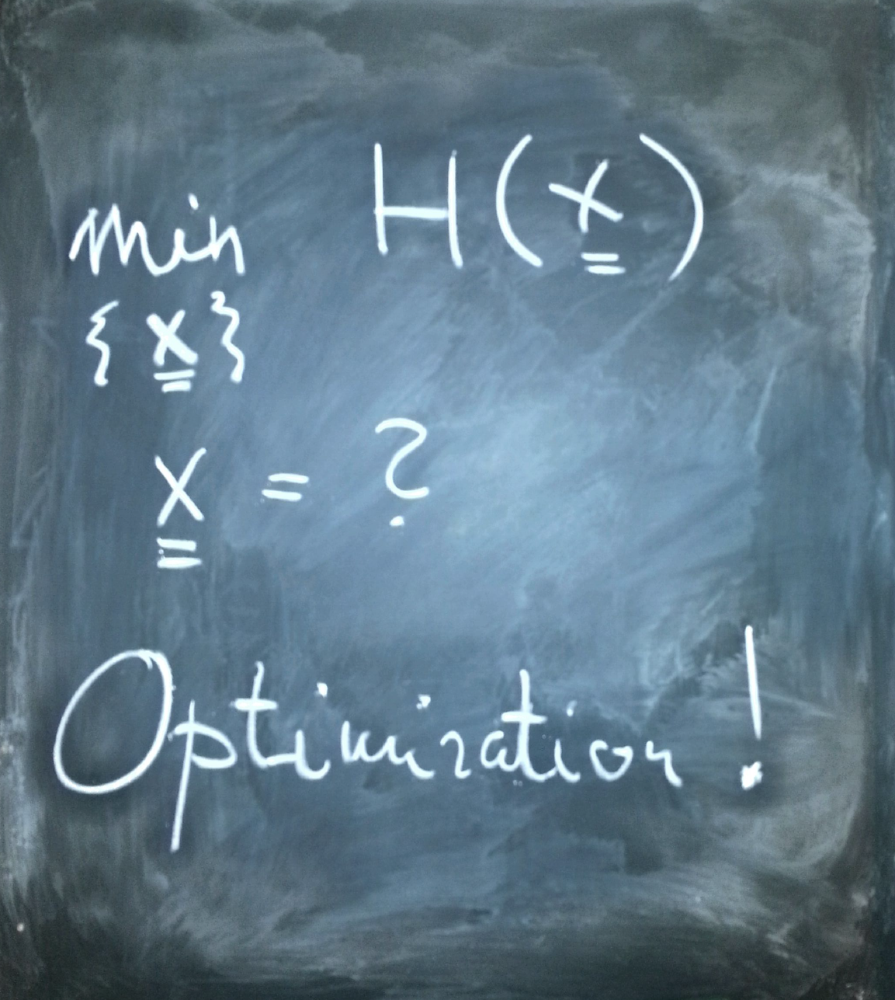 min H(x̳)
{x̳}
x̳ = ?
Optimization!